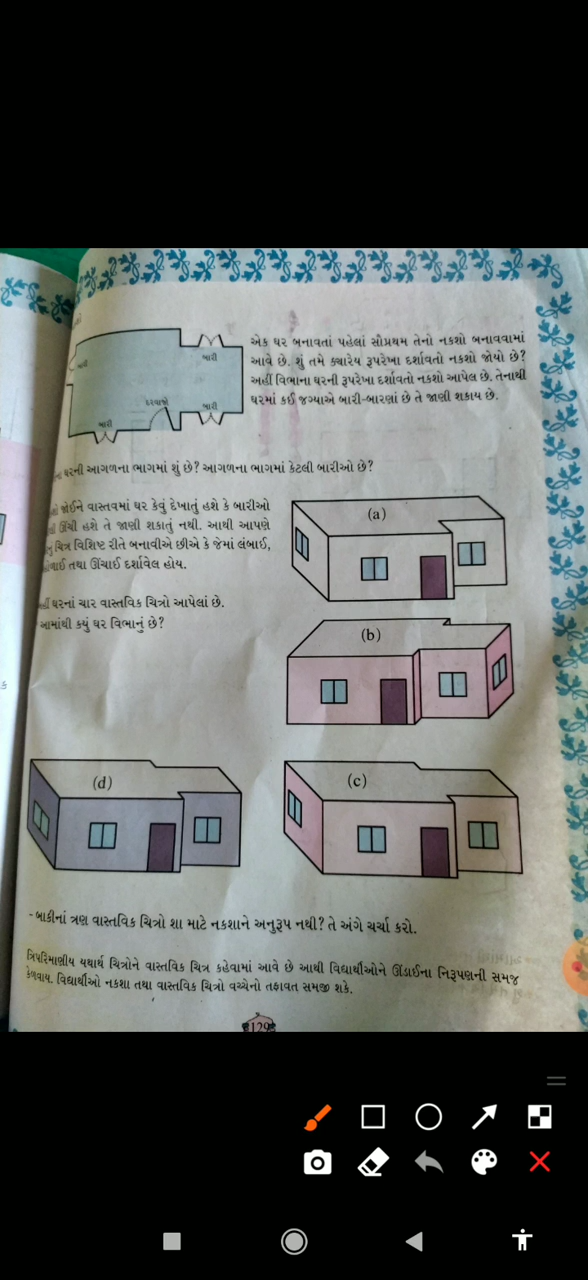 બારી
બારી
દરવાજો
બારી
બારી
એક ઘર બનાવતાં પહેલાં સૌપ્રથમ તેનો નકશો બનાવવામાં
આવે છે. શું તમે ક્યારેય રૂપરેખા દર્શાવતો નકશો જોયો છે?
અહીં વિભાના ઘરની રૂપરેખા દર્શાવતો નકશો આપેલ છે. તેનાથી
ઘરમાં કઈ જગ્યાએ બારી-બારણાં છે તે જાણી શકાય છે.
ઘરની આગળના ભાગમાં શું છે? આગળના ભાગમાં કેટલી બારીઓ છે?
જોઈને વાસ્તવમાં ઘર કેવું દેખાતું હશે કે બારીઓ
ઊંચી હશે તે જાણી શકાતું નથી. આથી આપણે
ચિત્ર વિશિષ્ટ રીતે બનાવીએ છીએ કે જેમાં લંબાઈ,
તથા ઊંચાઈ દર્શાવેલ હોય.
ઘરનાં ચાર વાસ્તવિક ચિત્રો આપેલાં છે.
આમાંથી કયું ઘર વિભાનું છે?
(a)
(b)
(d)
(c)
- બાકીનાં ત્રણ વાસ્તવિક ચિત્રો શા માટે નકશાને અનુરૂપ નથી? તે અંગે ચર્ચા કરો.
ત્રિપરિમાણીય યથાર્થ ચિત્રોને વાસ્તવિક ચિત્ર કહેવામાં આવે છે આથી વિદ્યાર્થીઓને ઊંડાઈના નિરૂપણની સમજ
કેળવાય. વિદ્યાર્થીઓ નકશા તથા વાસ્તવિક ચિત્રો વચ્ચેનો તફાવત સમજી શકે.
129